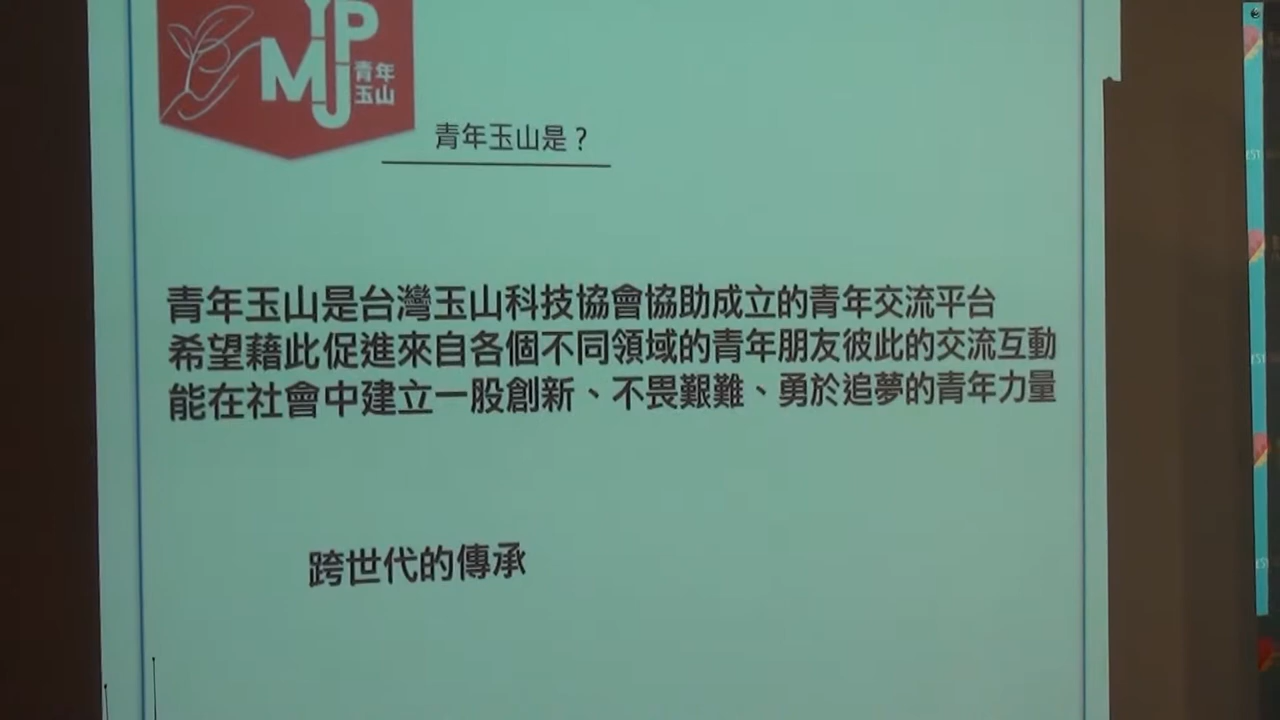 YP
MJ
青年
玉山
青年玉山是？
青年玉山是台灣玉山科技協會協助成立的青年交流平台
希望藉此促進來自各個不同領域的青年朋友彼此的交流互動
能在社會中建立一股創新、不畏艱難、勇於追夢的青年力量
跨世代的傳承